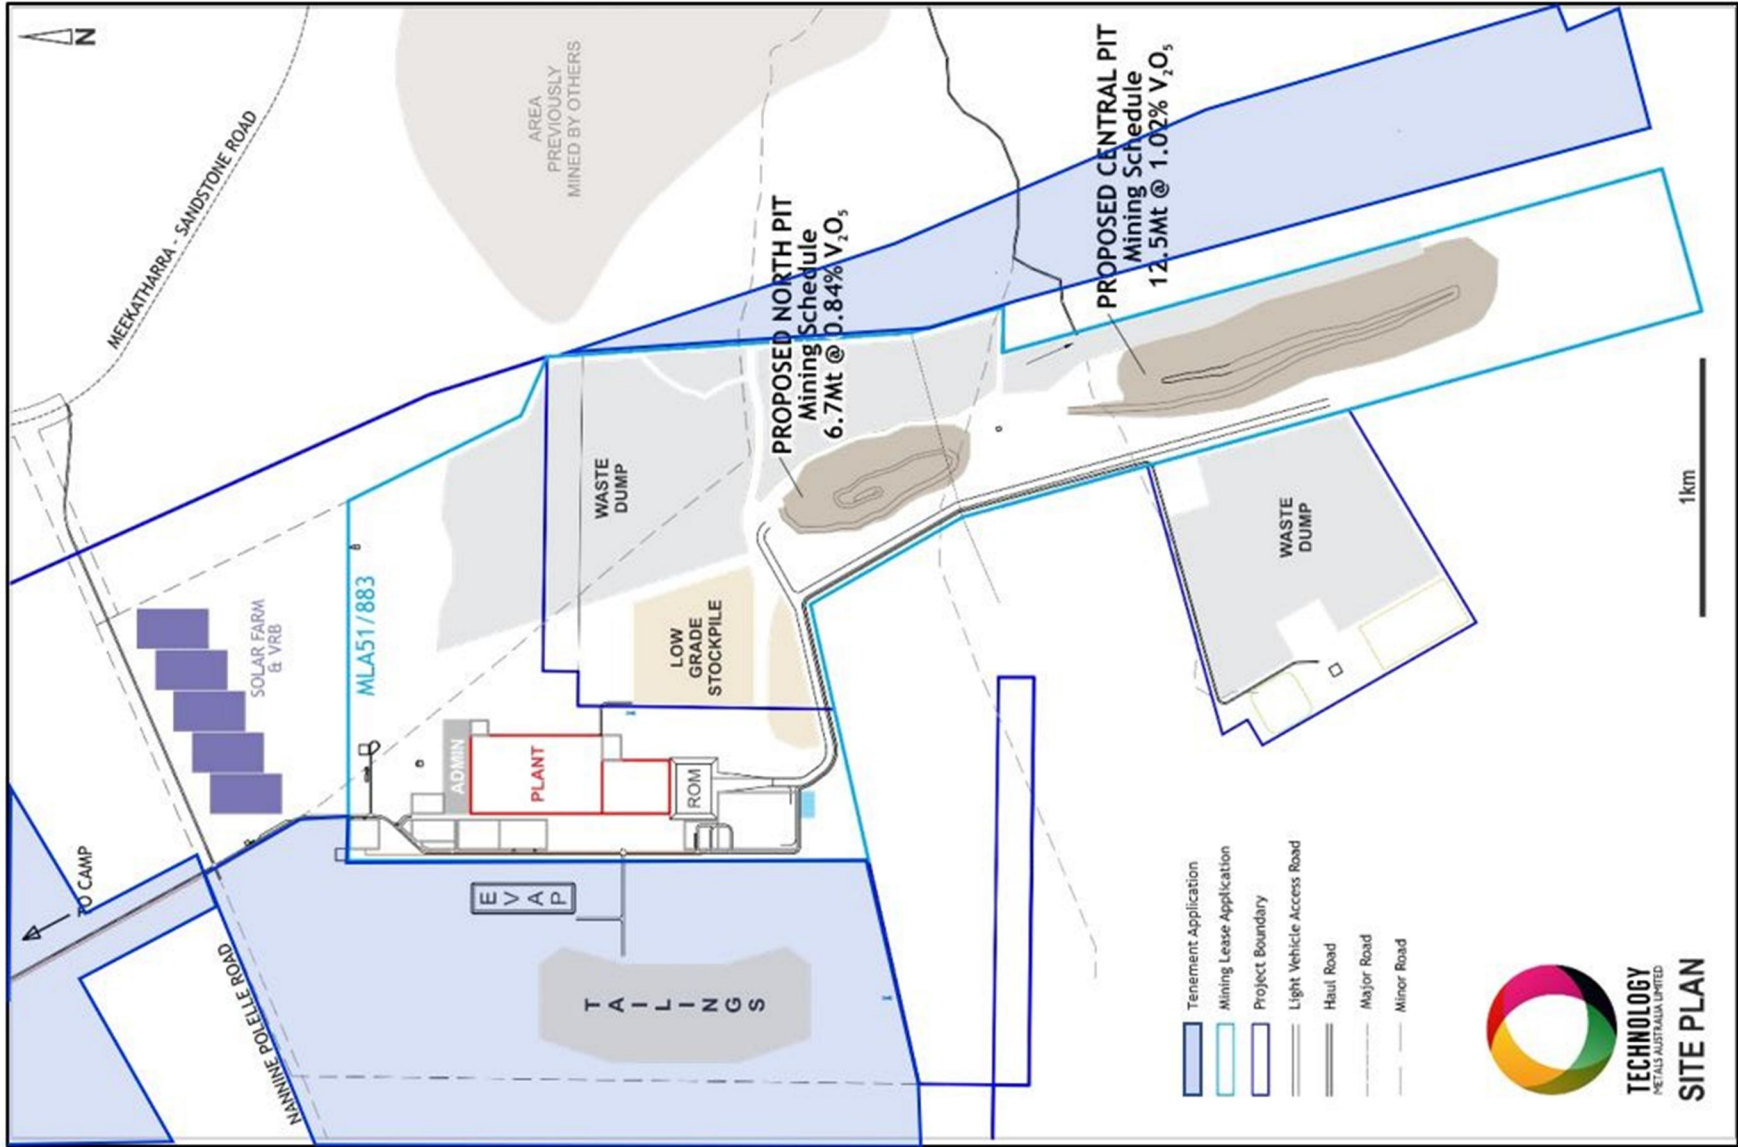 N
MEEKATHARRA - SANDSTONE ROAD
AREA
PREVIOUSLY
MINED BY OTHERS
PROPOSED NORTH PIT
Mining Schedule
6.7Mt @ 0.84% V₂O₅
PROPOSED CENTRAL PIT
Mining Schedule
12.5Mt @ 1.02% V₂O₅
SOLAR FARM
& VRB
MLA51/883
WASTE
DUMP
LOW
GRADE
STOCKPILE
WASTE
DUMP
ADMIN
PLANT
ROM
EVAP
TAILINGS
TO CAMP
NANNINE POLELLE ROAD
1km
Tenement Application
Mining Lease Application
Project Boundary
Light Vehicle Access Road
Haul Road
Major Road
Minor Road
TECHNOLOGY
METALS AUSTRALIA LIMITED
SITE PLAN